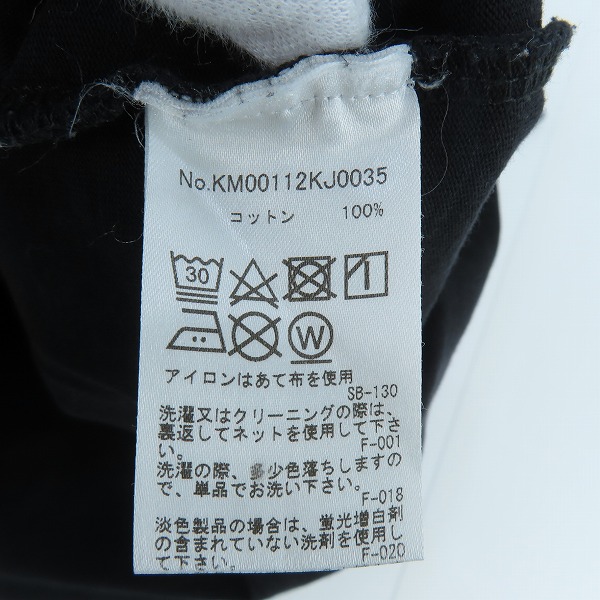 No.KM00112KJ0035
コットン 100%
30
W
アイロンはあて布を使用
SB-130
洗濯又はクリーニングの際は、
裏返してネットを使用して下さ
い。
F-001
洗濯の際、多少色落ちしますの
で、単品でお洗い下さい。
F-018
淡色製品の場合は、蛍光増白剤
の含まれていない洗剤を使用し
て下さい。
F-020